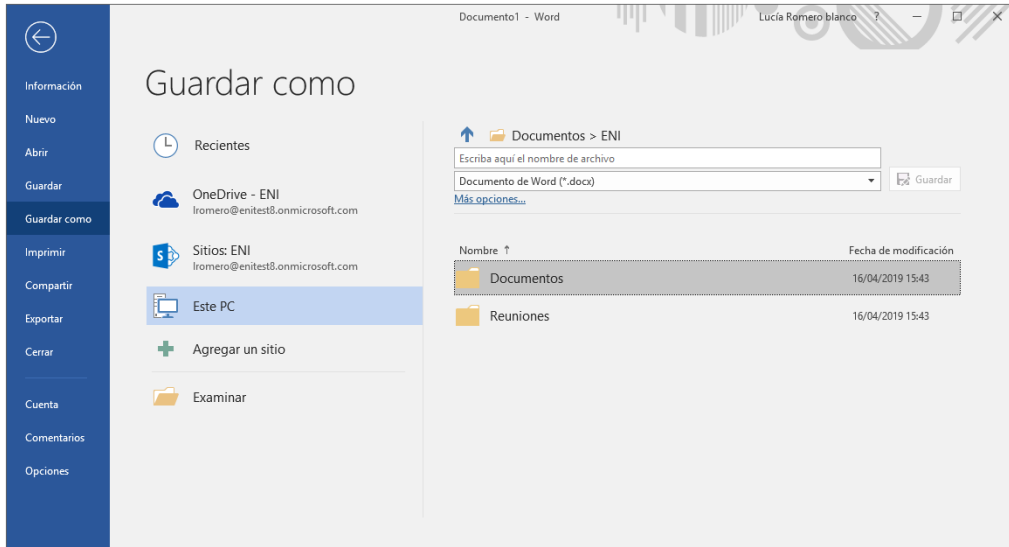 Documento1 - Word
Lucía Romero blanco
?
Información
Nuevo
Abrir
Guardar
Guardar como
Imprimir
Compartir
Exportar
Cerrar
Cuenta
Comentarios
Opciones
Guardar como
Recientes
OneDrive - ENI
lromero@enitest8.onmicrosoft.com
Sitios: ENI
lromero@enitest8.onmicrosoft.com
Este PC
Agregar un sitio
Examinar
Documentos > ENI
Escriba aquí el nombre de archivo
Documento de Word (*.docx)
Guardar
Más opciones...
Nombre ↑ Fecha de modificación
Documentos 16/04/2019 15:43
Reuniones 16/04/2019 15:43